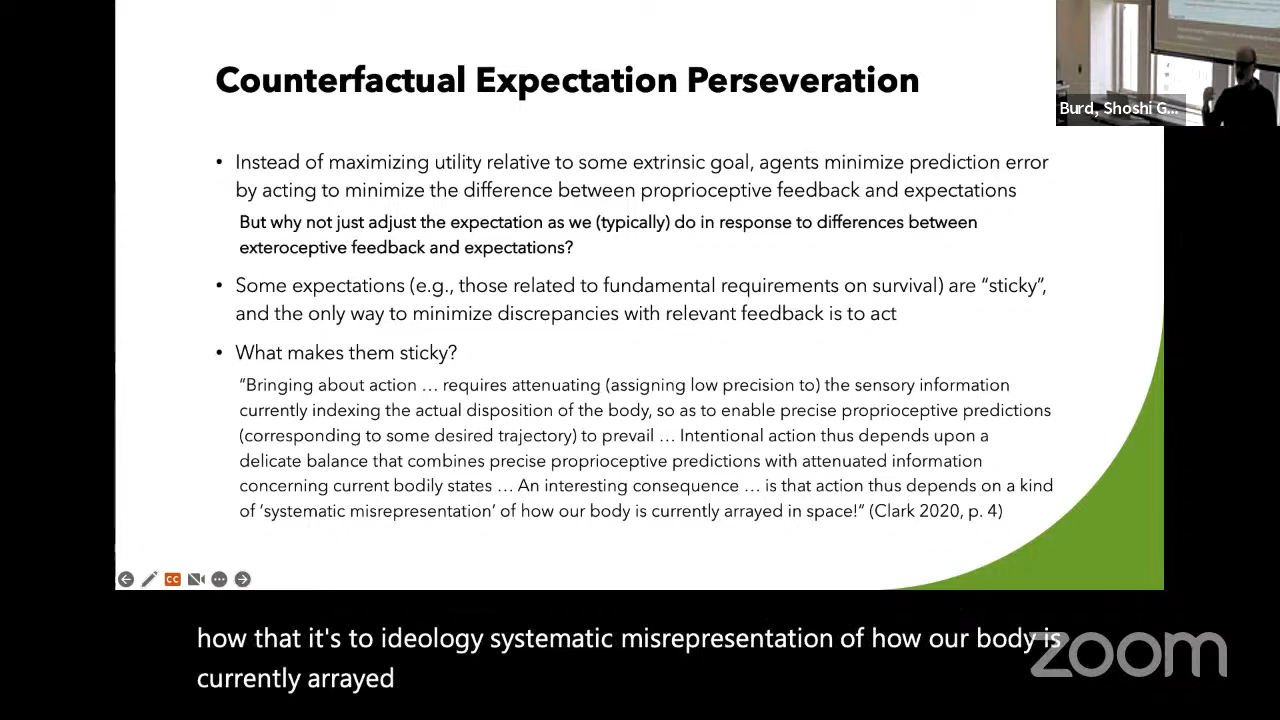 Counterfactual Expectation Perseveration
Burd, Shoshi G...
• Instead of maximizing utility relative to some extrinsic goal, agents minimize prediction error
by acting to minimize the difference between proprioceptive feedback and expectations
But why not just adjust the expectation as we (typically) do in response to differences between
exteroceptive feedback and expectations?
• Some expectations (e.g., those related to fundamental requirements on survival) are “sticky”,
and the only way to minimize discrepancies with relevant feedback is to act
• What makes them sticky?
“Bringing about action … requires attenuating (assigning low precision to) the sensory information
currently indexing the actual disposition of the body, so as to enable precise proprioceptive predictions
(corresponding to some desired trajectory) to prevail … Intentional action thus depends upon a
delicate balance that combines precise proprioceptive predictions with attenuated information
concerning current bodily states … An interesting consequence … is that action thus depends on a kind
of ‘systematic misrepresentation’ of how our body is currently arrayed in space!” (Clark 2020, p. 4)
CC
how that it's to ideology systematic misrepresentation of how our body is
currently arrayed
zoom